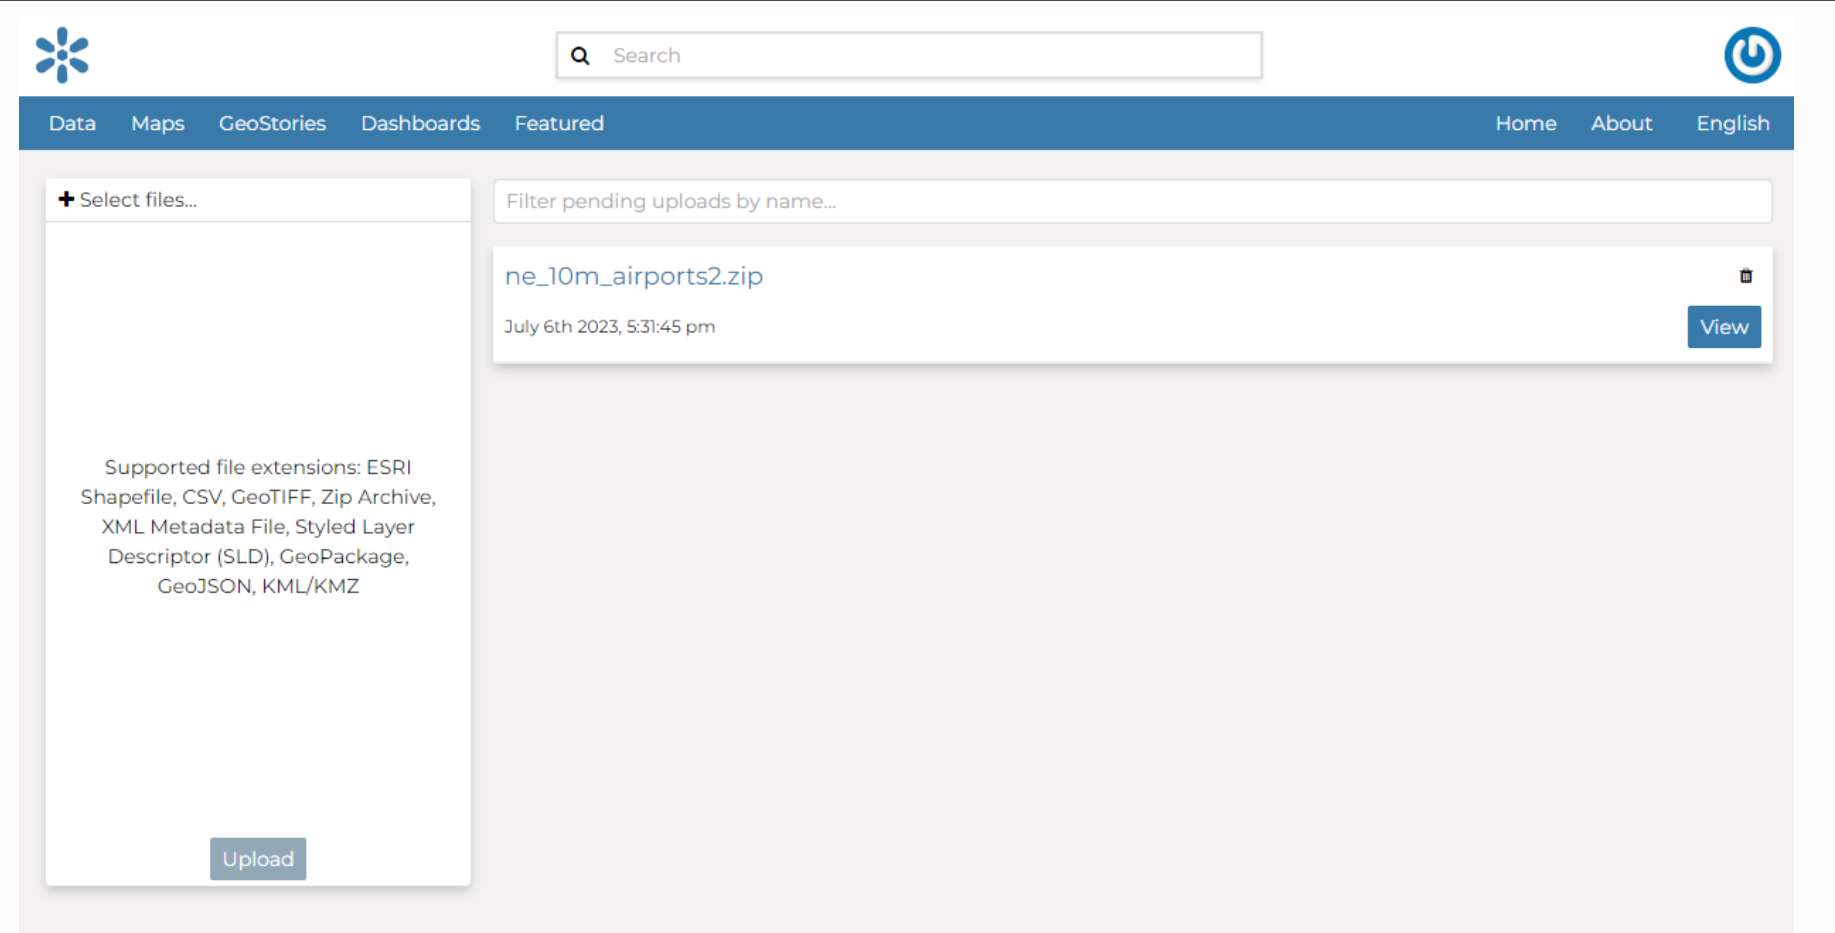 Search
Data Maps GeoStories Dashboards Featured Home About English
Select files...
Filter pending uploads by name...
ne_10m_airports2.zip
July 6th 2023, 5:31:45 pm
View
Supported file extensions: ESRI
Shapefile, CSV, GeoTIFF, Zip Archive,
XML Metadata File, Styled Layer
Descriptor (SLD), GeoPackage,
GeoJSON, KML/KMZ
Upload